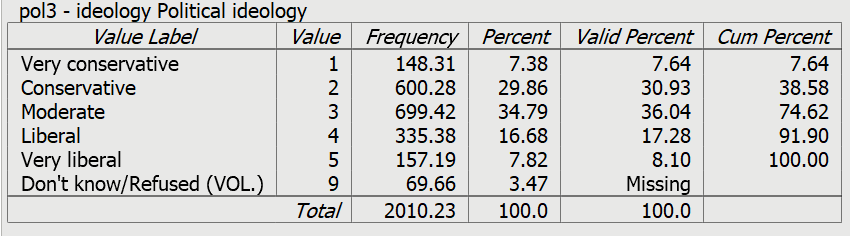 pol3 - ideology Political ideology
Value Label Value Frequency Percent Valid Percent Cum Percent
Very conservative 1 148.31 7.38 7.64 7.64
Conservative 2 600.28 29.86 30.93 38.58
Moderate 3 699.42 34.79 36.04 74.62
Liberal 4 335.38 16.68 17.28 91.90
Very liberal 5 157.19 7.82 8.10 100.00
Don't know/Refused (VOL.) 9 69.66 3.47 Missing
Total 2010.23 100.0 100.0